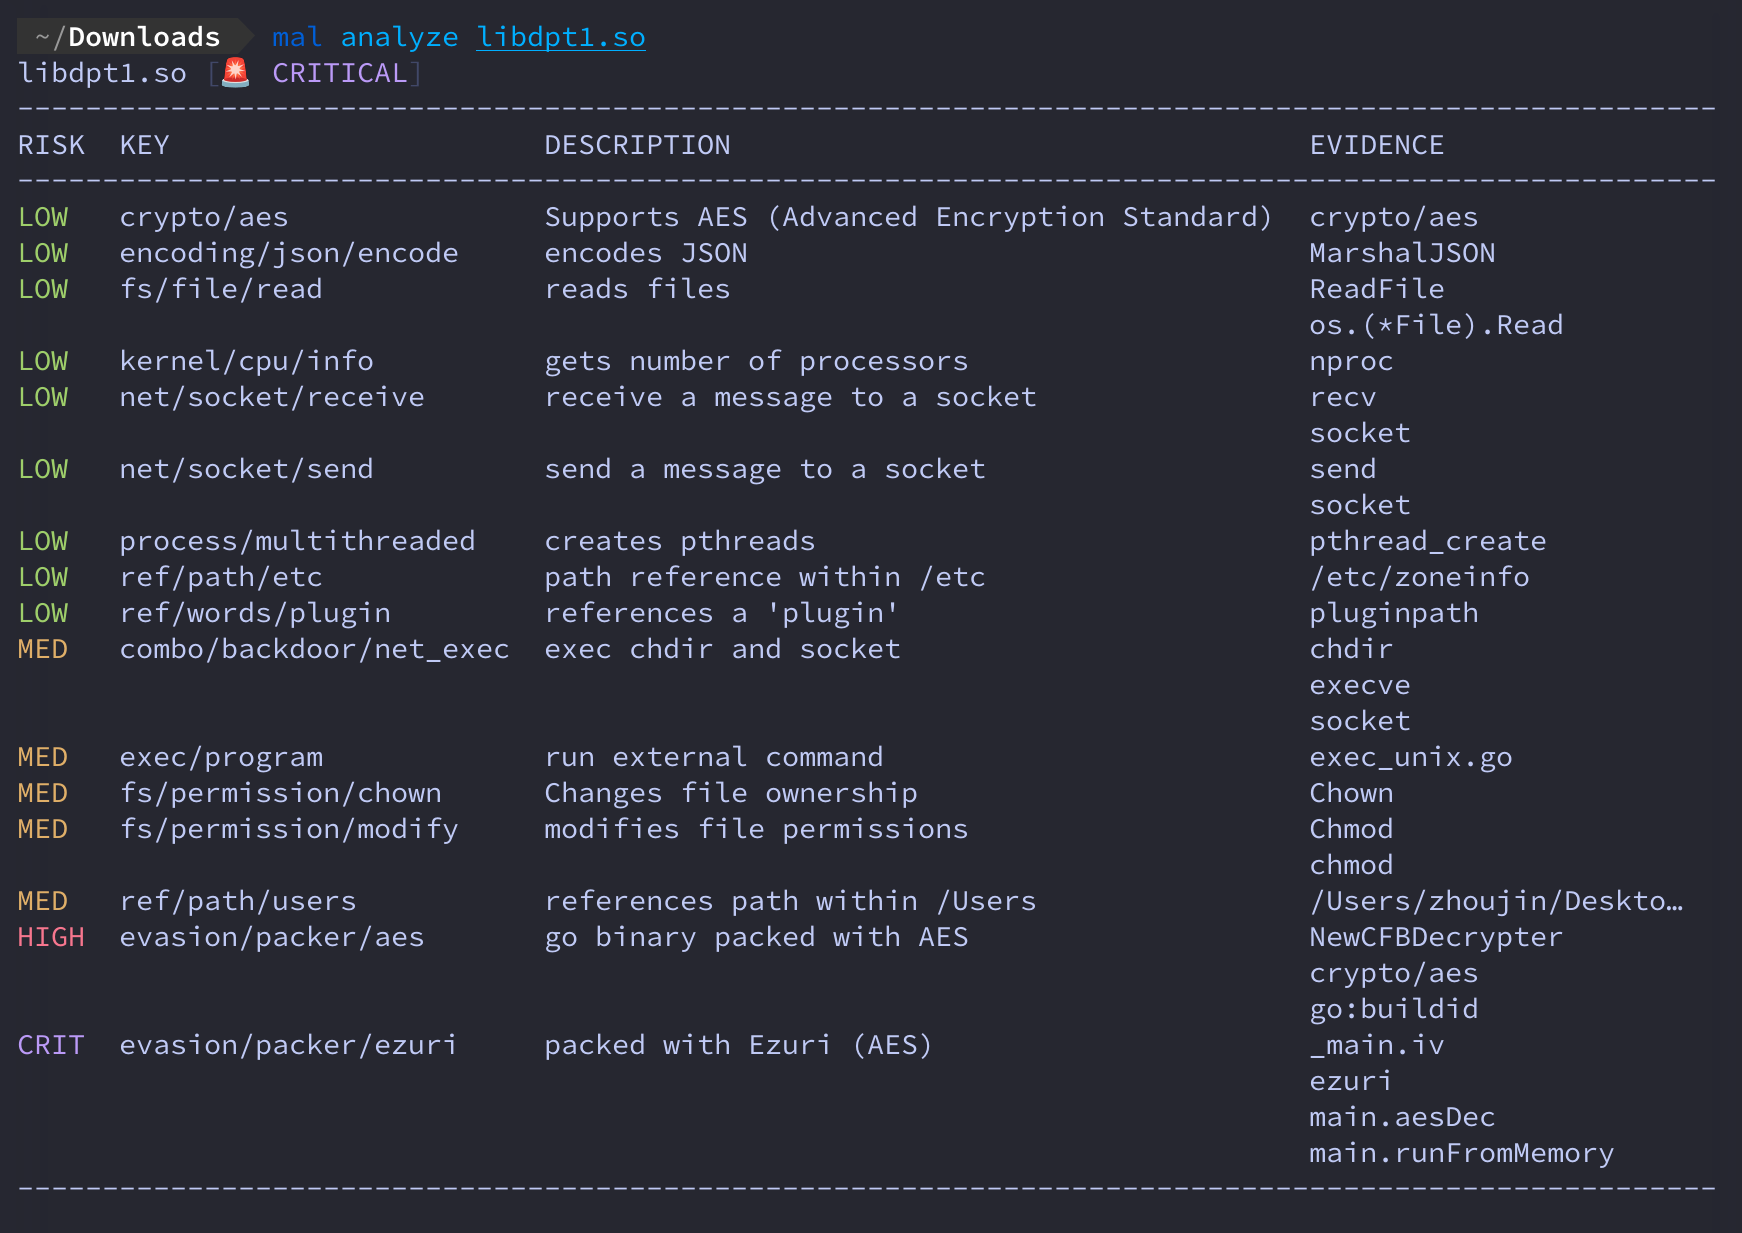 ~/Downloads mal analyze libdpt1.so
libdpt1.so [🚨 CRITICAL]
----------------------------------------------------------------------------------------------------
RISK KEY DESCRIPTION EVIDENCE
----------------------------------------------------------------------------------------------------
LOW crypto/aes Supports AES (Advanced Encryption Standard) crypto/aes
LOW encoding/json/encode encodes JSON MarshalJSON
LOW fs/file/read reads files ReadFile
os.(*File).Read
LOW kernel/cpu/info gets number of processors nproc
LOW net/socket/receive receive a message to a socket recv
socket
LOW net/socket/send send a message to a socket send
socket
LOW process/multithreaded creates pthreads pthread_create
LOW ref/path/etc path reference within /etc /etc/zoneinfo
LOW ref/words/plugin references a 'plugin' pluginpath
MED combo/backdoor/net_exec exec chdir and socket chdir
execve
socket
MED exec/program run external command exec_unix.go
MED fs/permission/chown Changes file ownership Chown
MED fs/permission/modify modifies file permissions Chmod
chmod
MED ref/path/users references path within /Users /Users/zhoujin/Deskto…
HIGH evasion/packer/aes go binary packed with AES NewCFBDecrypter
crypto/aes
go:buildid
CRIT evasion/packer/ezuri packed with Ezuri (AES) _main.iv
ezuri
main.aesDec
main.runFromMemory
----------------------------------------------------------------------------------------------------